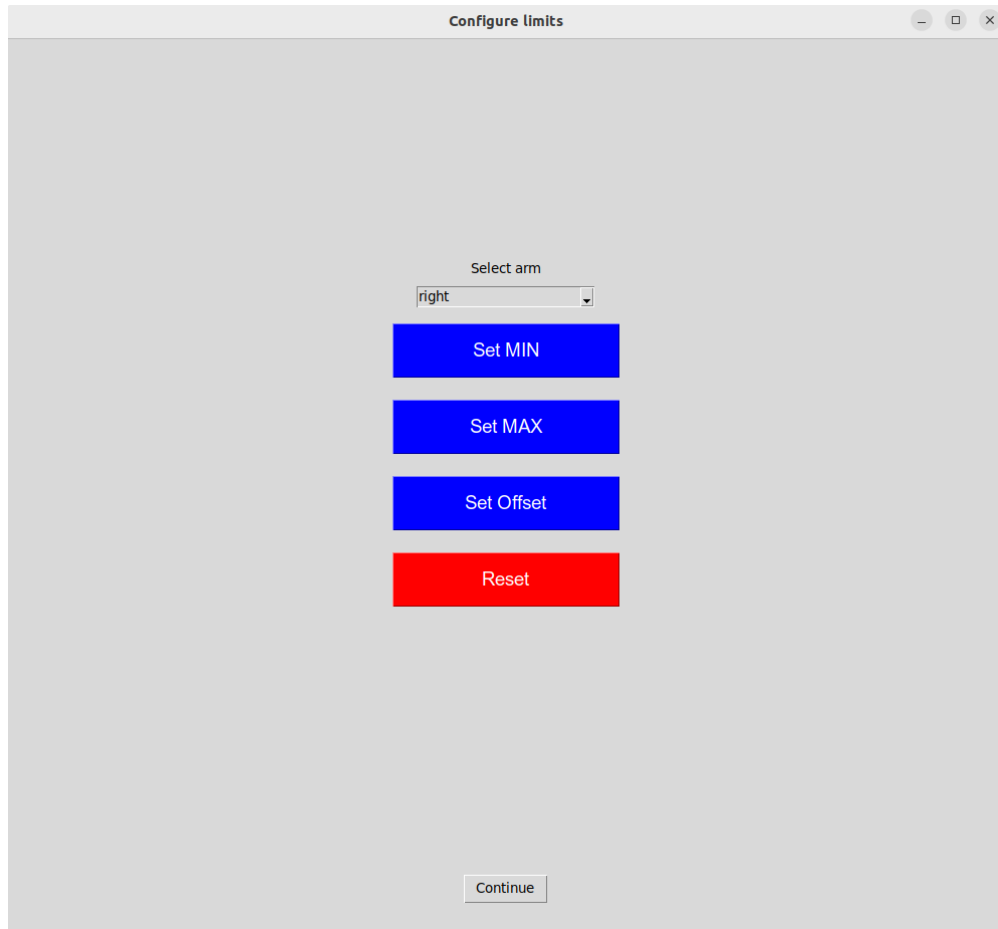 Configure limits
Select arm
right
Set MIN
Set MAX
Set Offset
Reset
Continue